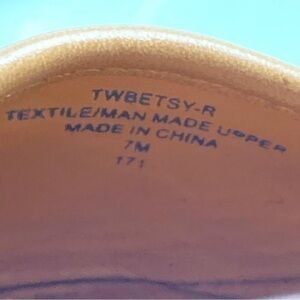 TWBETSY-R
TEXTILE/MAN MADE UPPER
MADE IN CHINA
7M
171